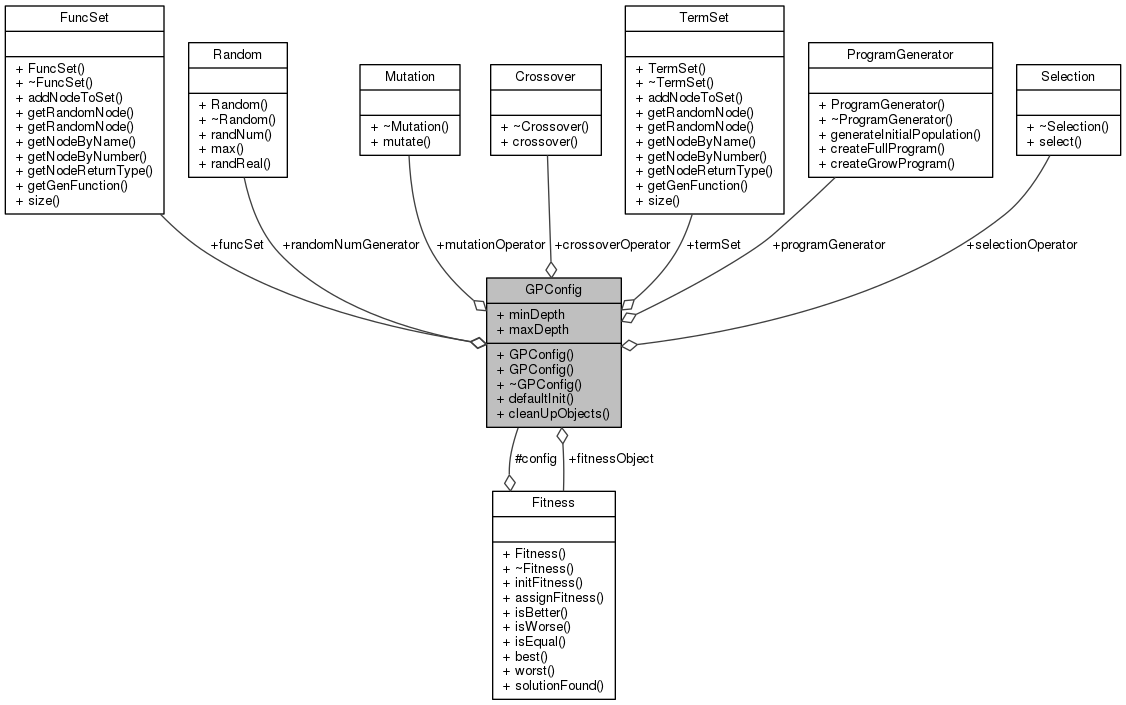 FuncSet
+ FuncSet()
+ ~FuncSet()
+ addNodeToSet()
+ getRandomNode()
+ getRandomNode()
+ getNodeByName()
+ getNodeByNumber()
+ getNodeReturnType()
+ getGenFunction()
+ size()
Random
+ Random()
+ ~Random()
+ randNum()
+ max()
+ randReal()
Mutation
+ ~Mutation()
+ mutate()
Crossover
+ ~Crossover()
+ crossover()
TermSet
+ TermSet()
+ ~TermSet()
+ addNodeToSet()
+ getRandomNode()
+ getRandomNode()
+ getNodeByName()
+ getNodeByNumber()
+ getNodeReturnType()
+ getGenFunction()
+ size()
ProgramGenerator
+ ProgramGenerator()
+ ~ProgramGenerator()
+ generateInitialPopulation()
+ createFullProgram()
+ createGrowProgram()
Selection
+ ~Selection()
+ select()
+funcSet
+randomNumGenerator
+mutationOperator
+crossoverOperator
+termSet
+programGenerator
+selectionOperator
GPConfig
+ minDepth
+ maxDepth
+ GPConfig()
+ GPConfig()
+ ~GPConfig()
+ defaultInit()
+ cleanUpObjects()
#config
+fitnessObject
Fitness
+ Fitness()
+ ~Fitness()
+ initFitness()
+ assignFitness()
+ isBetter()
+ isWorse()
+ isEqual()
+ best()
+ worst()
+ solutionFound()